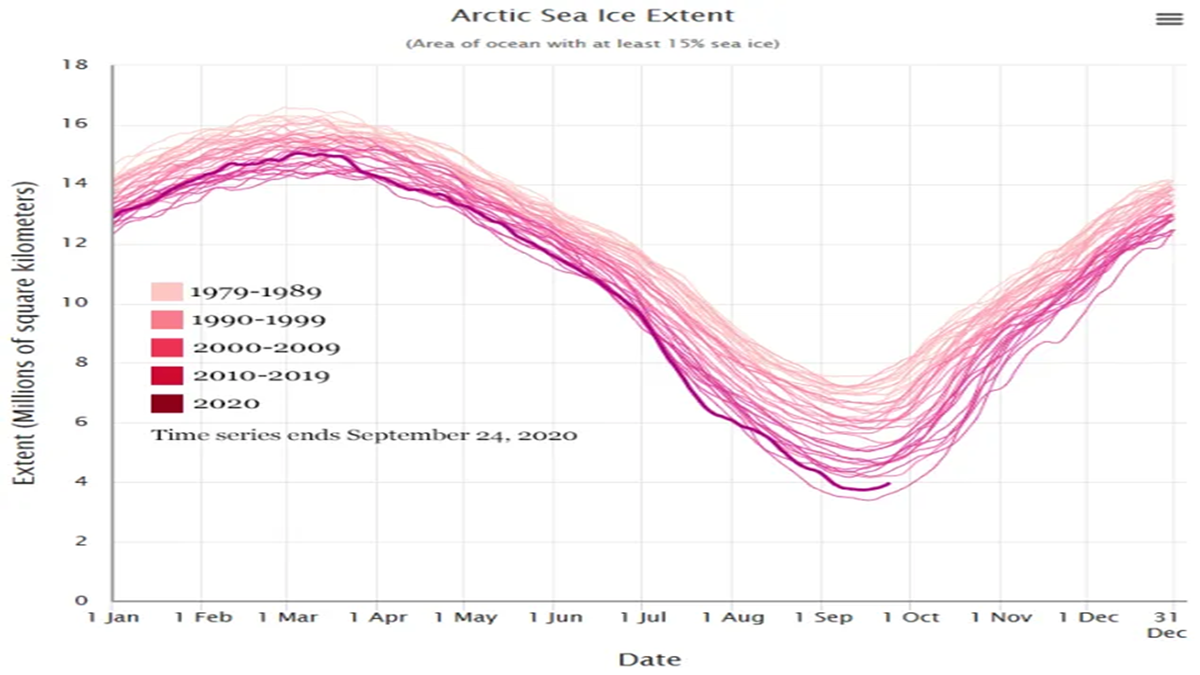 Arctic Sea Ice Extent
(Area of ocean with at least 15% sea ice)
Extent (Millions of square kilometers)
18
16
14
12
10
8
6
4
2
0
1979-1989
1990-1999
2000-2009
2010-2019
2020
Time series ends September 24, 2020
1 Jan 1 Feb 1 Mar 1 Apr 1 May 1 Jun 1 Jul 1 Aug 1 Sep 1 Oct 1 Nov 1 Dec 31
Dec
Date